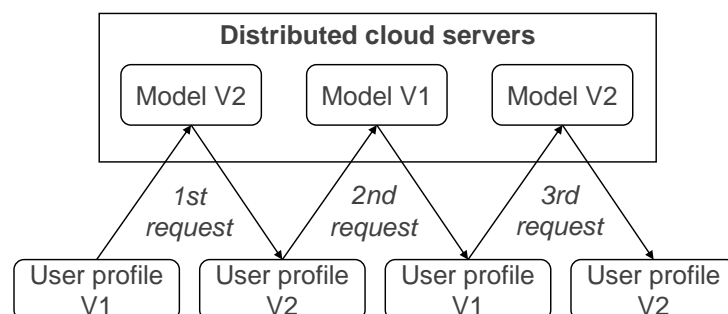 Distributed cloud servers
Model V2
Model V1
Model V2
1st
request
2nd
request
3rd
request
User profile
V1
User profile
V2
User profile
V1
User profile
V2